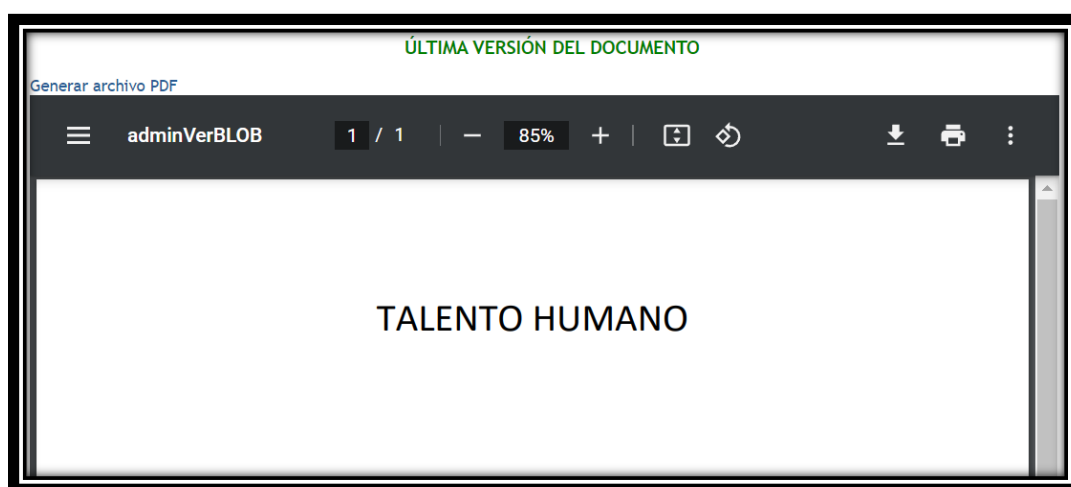 ÚLTIMA VERSIÓN DEL DOCUMENTO
Generar archivo PDF
adminVerBLOB 1 / 1 85%
TALENTO HUMANO